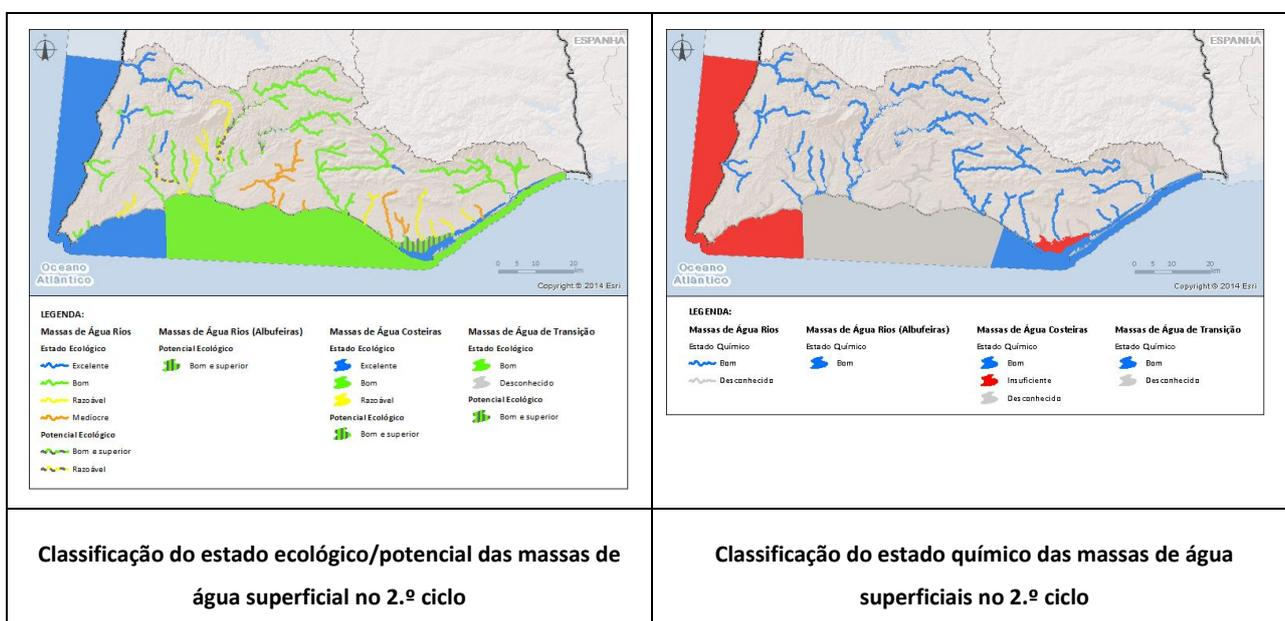 N
ESPANHA
Oceano
Atlântico
0 5 10 20
km
Copyright © 2014 Esri
LEGENDA:
Massas de Água Rios
Estado Ecológico
Excelente
Bom
Razoável
Medíocre
Potencial Ecológico
Bom e superior
Razoável
Massas de Água Rios (Albufeiras)
Potencial Ecológico
Bom e superior
Massas de Água Costeiras
Estado Ecológico
Excelente
Bom
Razoável
Potencial Ecológico
Bom e superior
Massas de Água de Transição
Estado Ecológico
Bom
Desconhecido
Potencial Ecológico
Bom e superior
Classificação do estado ecológico/potencial das massas de
água superficial no 2.º ciclo
N
ESPANHA
Oceano
Atlântico
0 5 10 20
km
Copyright © 2014 Esri
LEGENDA:
Massas de Água Rios
Estado Químico
Bom
Desconhecido
Massas de Água Rios (Albufeiras)
Estado Químico
Bom
Massas de Água Costeiras
Estado Químico
Bom
Insuficiente
Desconhecido
Massas de Água de Transição
Estado Químico
Bom
Desconhecido
Classificação do estado químico das massas de água
superficiais no 2.º ciclo